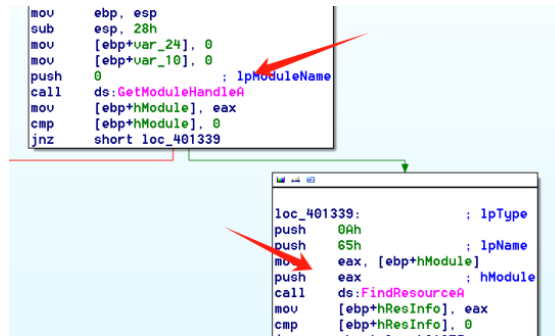 mov     ebp, esp
sub     esp, 28h
mov     [ebp+var_24], 0
mov     [ebp+var_10], 0
push    0               ; lpModuleName
call    ds:GetModuleHandleA
mov     [ebp+hModule], eax
cmp     [ebp+hModule], 0
jnz     short loc_401339
loc_401339:             ; lpType
push    0Ah
push    65h             ; lpName
mov     eax, [ebp+hModule]
push    eax             ; hModule
call    ds:FindResourceA
mov     [ebp+hResInfo], eax
cmp     [ebp+hResInfo], 0